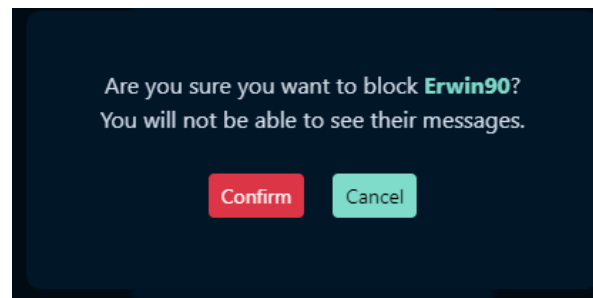 Are you sure you want to block Erwin90?
You will not be able to see their messages.
Confirm Cancel